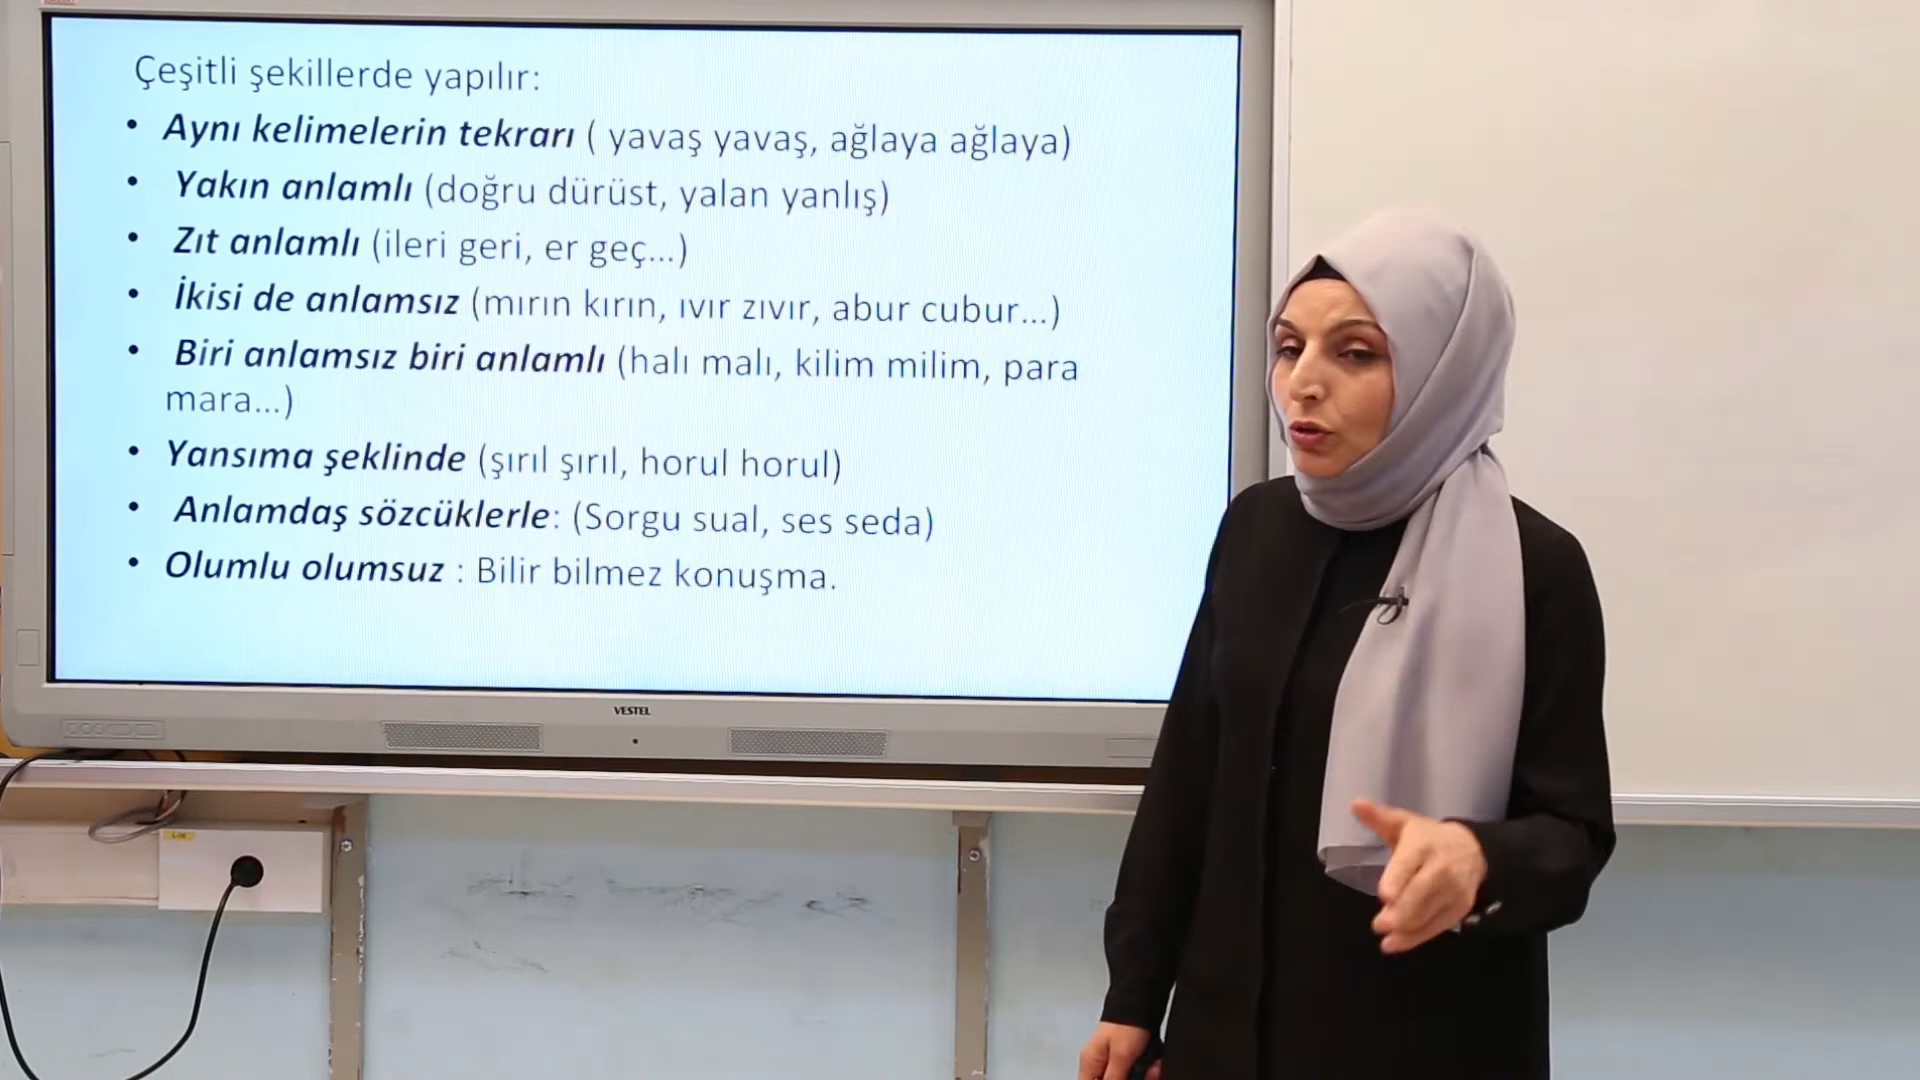 Çeşitli şekillerde yapılır:
• Aynı kelimelerin tekrarı ( yavaş yavaş, ağlaya ağlaya)
• Yakın anlamlı (doğru dürüst, yalan yanlış)
• Zıt anlamlı (ileri geri, er geç...)
• İkisi de anlamsız (mırın kırın, ıvır zıvır, abur cubur...)
• Biri anlamsız biri anlamlı (halı malı, kilim milim, para
mara...)
• Yansıma şeklinde (şırıl şırıl, horul horul)
• Anlamdaş sözcüklerle: (Sorgu sual, ses seda)
• Olumlu olumsuz : Bilir bilmez konuşma.
VESTEL